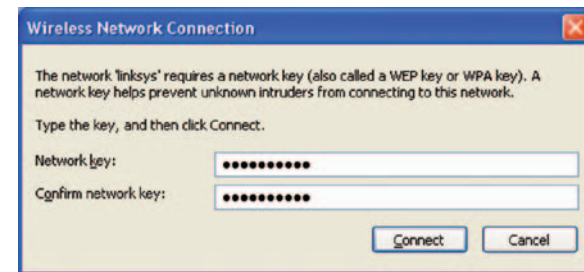 Wireless Network Connection
The network 'linksys' requires a network key (also called a WEP key or WPA key). A
network key helps prevent unknown intruders from connecting to this network.
Type the key, and then click Connect.
Network key: ●●●●●●●●●●
Confirm network key: ●●●●●●●●●●
Connect Cancel